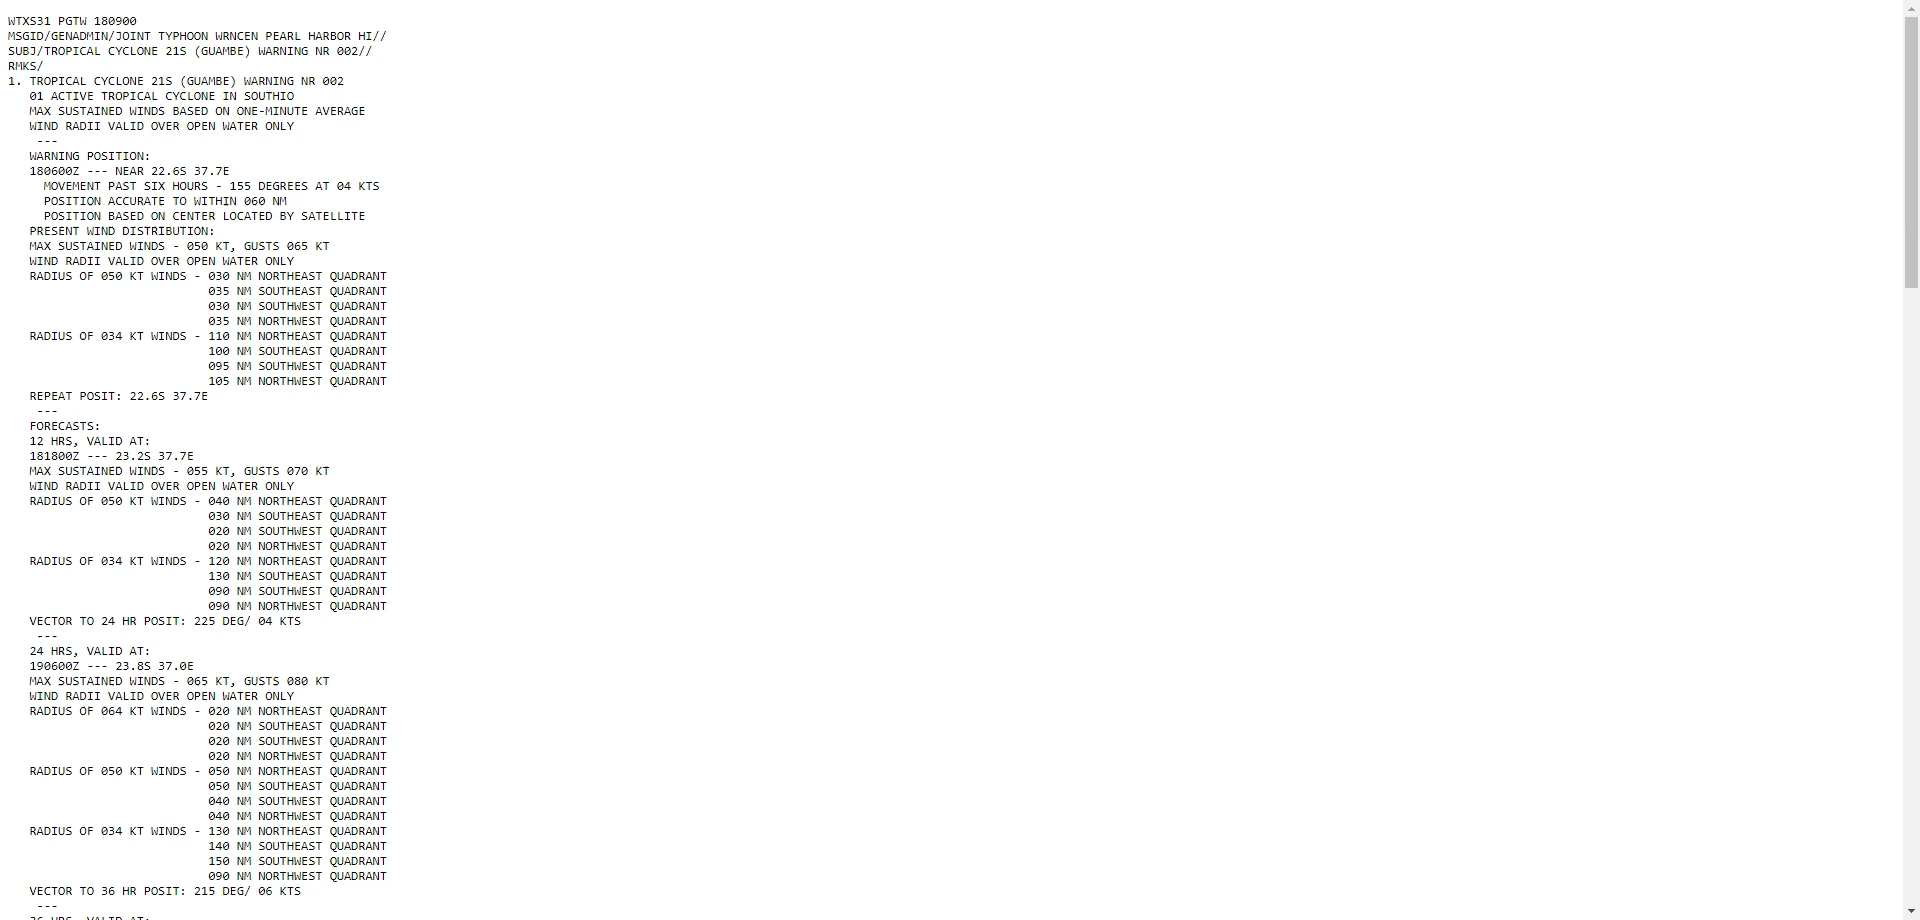 WTXS31 PGTW 180900
MSGID/GENADMIN/JOINT TYPHOON WRNCEN PEARL HARBOR HI//
SUBJ/TROPICAL CYCLONE 21S (GUAMBE) WARNING NR 002//
RMKS/
1. TROPICAL CYCLONE 21S (GUAMBE) WARNING NR 002
   01 ACTIVE TROPICAL CYCLONE IN SOUTHIO
   MAX SUSTAINED WINDS BASED ON ONE-MINUTE AVERAGE
   WIND RADII VALID OVER OPEN WATER ONLY
    ---
   WARNING POSITION:
   180600Z --- NEAR 22.6S 37.7E
     MOVEMENT PAST SIX HOURS - 155 DEGREES AT 04 KTS
     POSITION ACCURATE TO WITHIN 060 NM
     POSITION BASED ON CENTER LOCATED BY SATELLITE
   PRESENT WIND DISTRIBUTION:
   MAX SUSTAINED WINDS - 050 KT, GUSTS 065 KT
   WIND RADII VALID OVER OPEN WATER ONLY
   RADIUS OF 050 KT WINDS - 030 NM NORTHEAST QUADRANT
                            035 NM SOUTHEAST QUADRANT
                            030 NM SOUTHWEST QUADRANT
                            035 NM NORTHWEST QUADRANT
   RADIUS OF 034 KT WINDS - 110 NM NORTHEAST QUADRANT
                            100 NM SOUTHEAST QUADRANT
                            095 NM SOUTHWEST QUADRANT
                            105 NM NORTHWEST QUADRANT
   REPEAT POSIT: 22.6S 37.7E
    ---
   FORECASTS:
   12 HRS, VALID AT:
   181800Z --- 23.2S 37.7E
   MAX SUSTAINED WINDS - 055 KT, GUSTS 070 KT
   WIND RADII VALID OVER OPEN WATER ONLY
   RADIUS OF 050 KT WINDS - 040 NM NORTHEAST QUADRANT
                            030 NM SOUTHEAST QUADRANT
                            020 NM SOUTHWEST QUADRANT
                            020 NM NORTHWEST QUADRANT
   RADIUS OF 034 KT WINDS - 120 NM NORTHEAST QUADRANT
                            130 NM SOUTHEAST QUADRANT
                            090 NM SOUTHWEST QUADRANT
                            090 NM NORTHWEST QUADRANT
   VECTOR TO 24 HR POSIT: 225 DEG/ 04 KTS
    ---
   24 HRS, VALID AT:
   190600Z --- 23.8S 37.0E
   MAX SUSTAINED WINDS - 065 KT, GUSTS 080 KT
   WIND RADII VALID OVER OPEN WATER ONLY
   RADIUS OF 064 KT WINDS - 020 NM NORTHEAST QUADRANT
                            020 NM SOUTHEAST QUADRANT
                            020 NM SOUTHWEST QUADRANT
                            020 NM NORTHWEST QUADRANT
   RADIUS OF 050 KT WINDS - 050 NM NORTHEAST QUADRANT
                            050 NM SOUTHEAST QUADRANT
                            040 NM SOUTHWEST QUADRANT
                            040 NM NORTHWEST QUADRANT
   RADIUS OF 034 KT WINDS - 130 NM NORTHEAST QUADRANT
                            140 NM SOUTHEAST QUADRANT
                            150 NM SOUTHWEST QUADRANT
                            090 NM NORTHWEST QUADRANT
   VECTOR TO 36 HR POSIT: 215 DEG/ 06 KTS
    ---
   36 HRS, VALID AT: